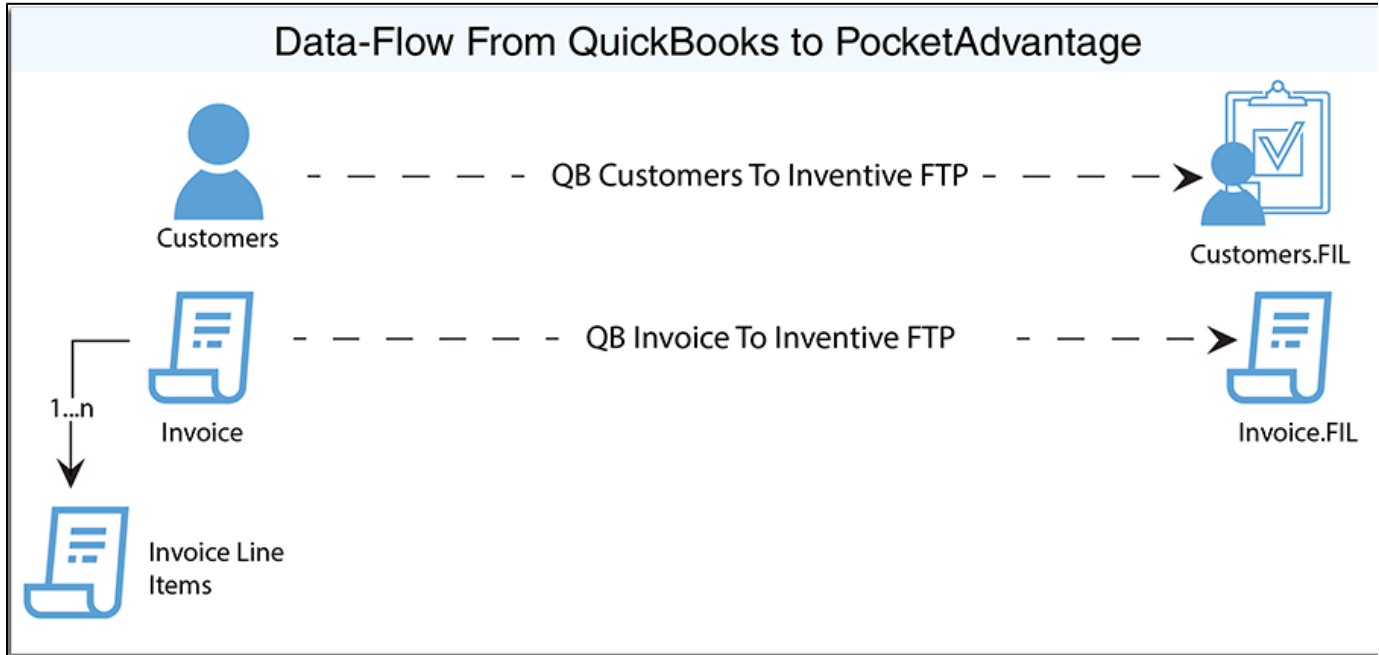 Data-Flow From QuickBooks to PocketAdvantage
QB Customers To Inventive FTP
Customers
Customers.FIL
QB Invoice To Inventive FTP
1...n
Invoice
Invoice.FIL
Invoice Line
Items